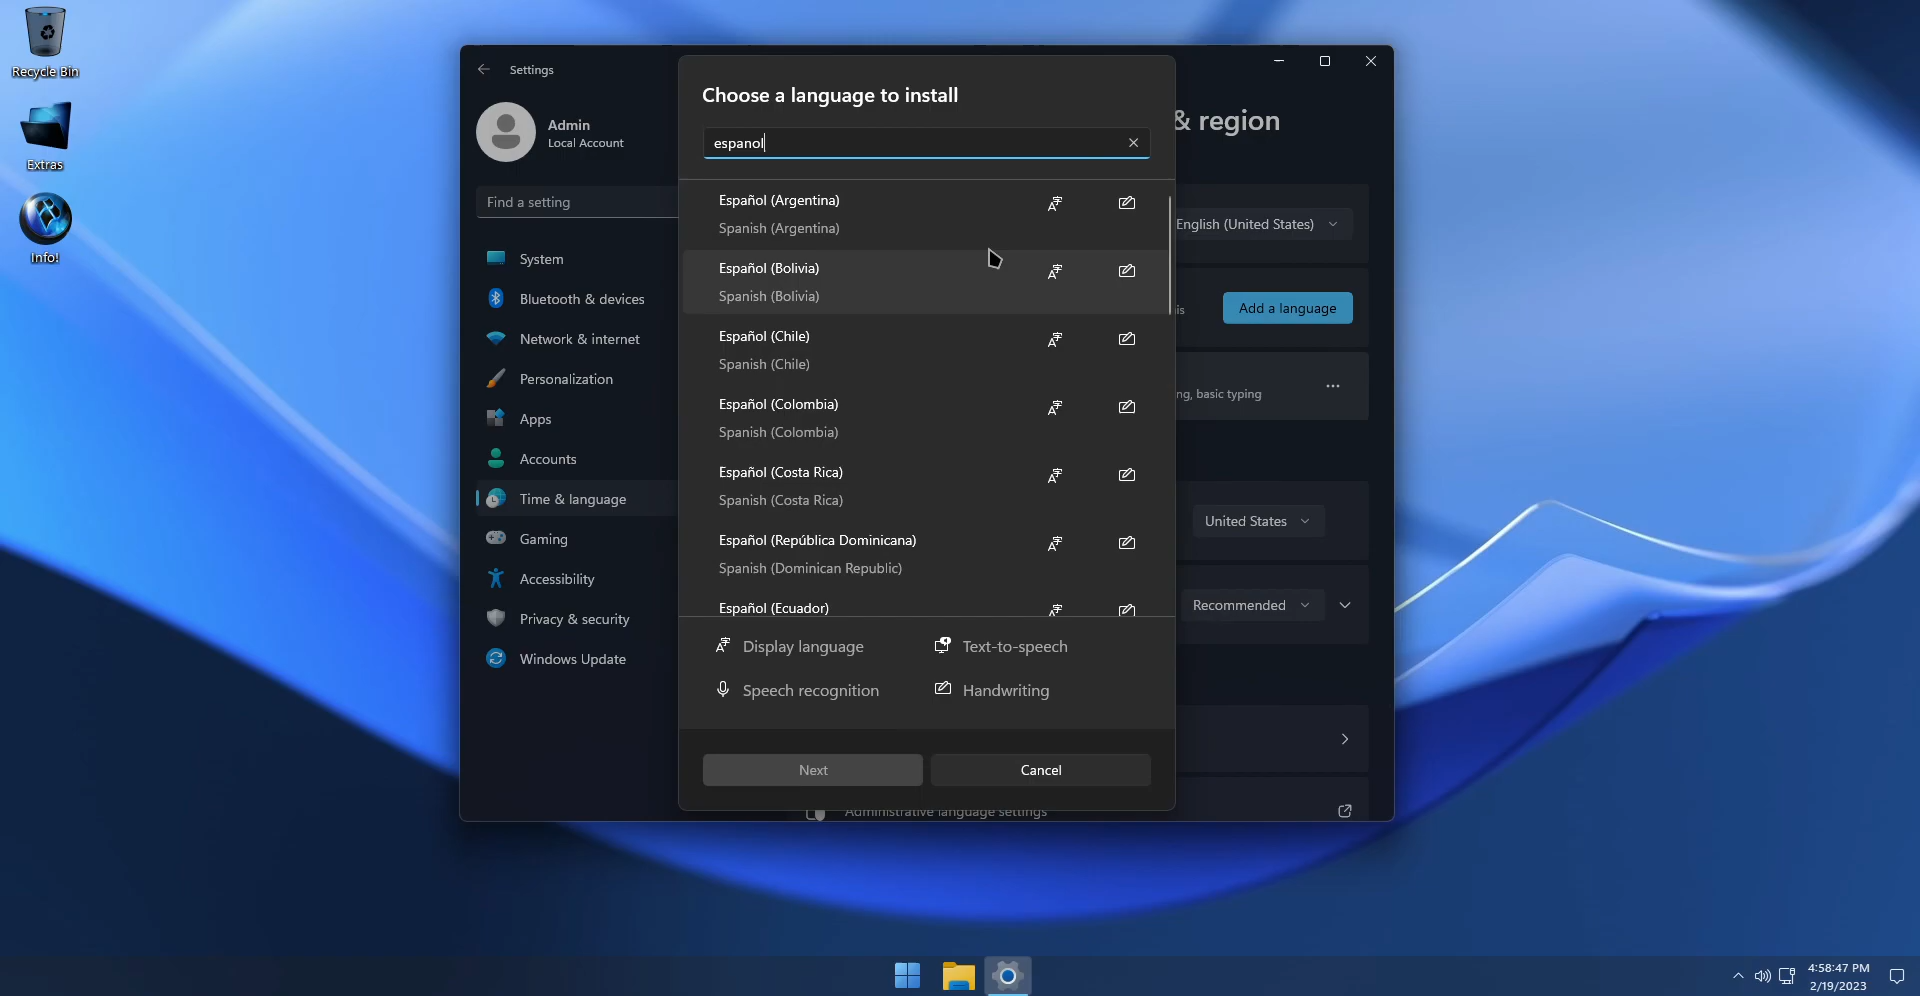 Recycle Bin
Extras
Info!
Settings
Admin
Local Account
Find a setting
System
Bluetooth & devices
Network & internet
Personalization
Apps
Accounts
Time & language
Gaming
Accessibility
Privacy & security
Windows Update
Choose a language to install
espanol
Español (Argentina)
Spanish (Argentina)
Español (Bolivia)
Spanish (Bolivia)
Español (Chile)
Spanish (Chile)
Español (Colombia)
Spanish (Colombia)
Español (Costa Rica)
Spanish (Costa Rica)
Español (República Dominicana)
Spanish (Dominican Republic)
Español (Ecuador)
Display language
Text-to-speech
Speech recognition
Handwriting
Next
Cancel
& region
English (United States)
Add a language
basic typing
United States
Recommended
Administrative language settings
4:58:47 PM
2/19/2023